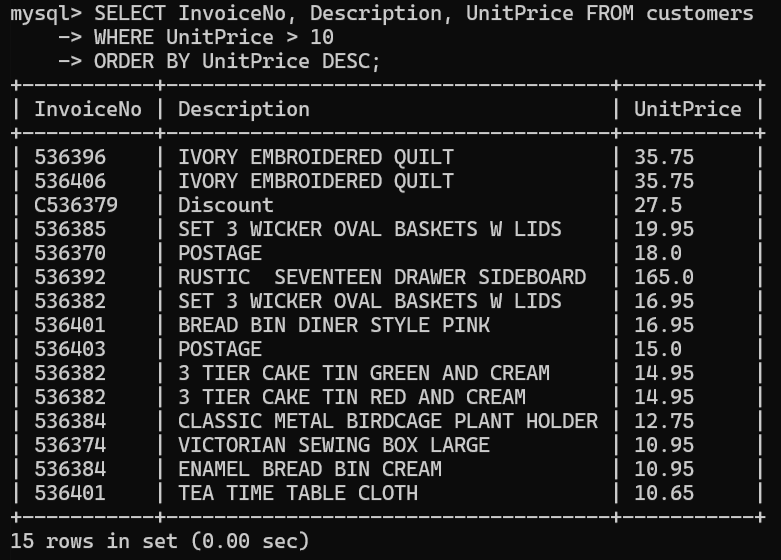 mysql> SELECT InvoiceNo, Description, UnitPrice FROM customers
    -> WHERE UnitPrice > 10
    -> ORDER BY UnitPrice DESC;
+-----------+-------------------------------------+-----------+
| InvoiceNo | Description                         | UnitPrice |
+-----------+-------------------------------------+-----------+
| 536396    | IVORY EMBROIDERED QUILT             | 35.75     |
| 536406    | IVORY EMBROIDERED QUILT             | 35.75     |
| C536379   | Discount                            | 27.5      |
| 536385    | SET 3 WICKER OVAL BASKETS W LIDS    | 19.95     |
| 536370    | POSTAGE                             | 18.0      |
| 536392    | RUSTIC  SEVENTEEN DRAWER SIDEBOARD  | 165.0     |
| 536382    | SET 3 WICKER OVAL BASKETS W LIDS    | 16.95     |
| 536401    | BREAD BIN DINER STYLE PINK          | 16.95     |
| 536403    | POSTAGE                             | 15.0      |
| 536382    | 3 TIER CAKE TIN GREEN AND CREAM     | 14.95     |
| 536382    | 3 TIER CAKE TIN RED AND CREAM       | 14.95     |
| 536384    | CLASSIC METAL BIRDCAGE PLANT HOLDER | 12.75     |
| 536374    | VICTORIAN SEWING BOX LARGE          | 10.95     |
| 536384    | ENAMEL BREAD BIN CREAM              | 10.95     |
| 536401    | TEA TIME TABLE CLOTH                | 10.65     |
+-----------+-------------------------------------+-----------+
15 rows in set (0.00 sec)